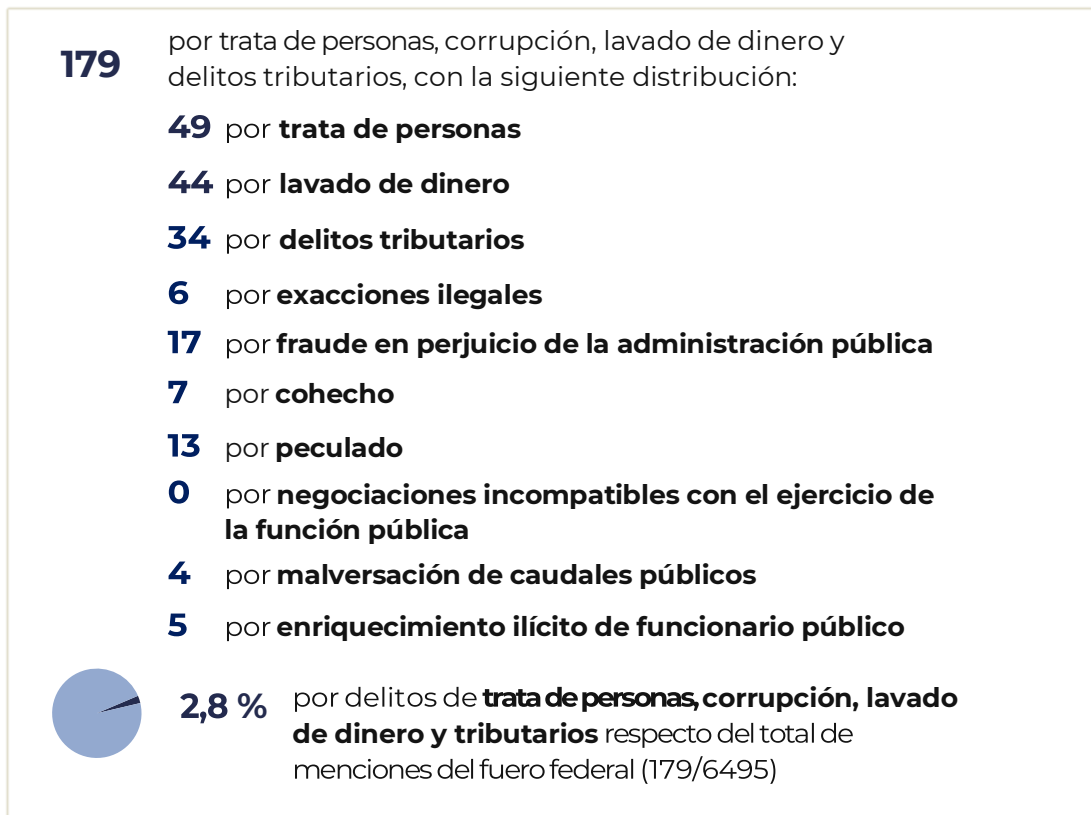 179 por trata de personas, corrupción, lavado de dinero y
delitos tributarios, con la siguiente distribución:
49 por trata de personas
44 por lavado de dinero
34 por delitos tributarios
6 por exacciones ilegales
17 por fraude en perjuicio de la administración pública
7 por cohecho
13 por peculado
0 por negociaciones incompatibles con el ejercicio de
la función pública
4 por malversación de caudales públicos
5 por enriquecimiento ilícito de funcionario público
2,8 % por delitos de trata de personas, corrupción, lavado
de dinero y tributarios respecto del total de
menciones del fuero federal (179/6495)